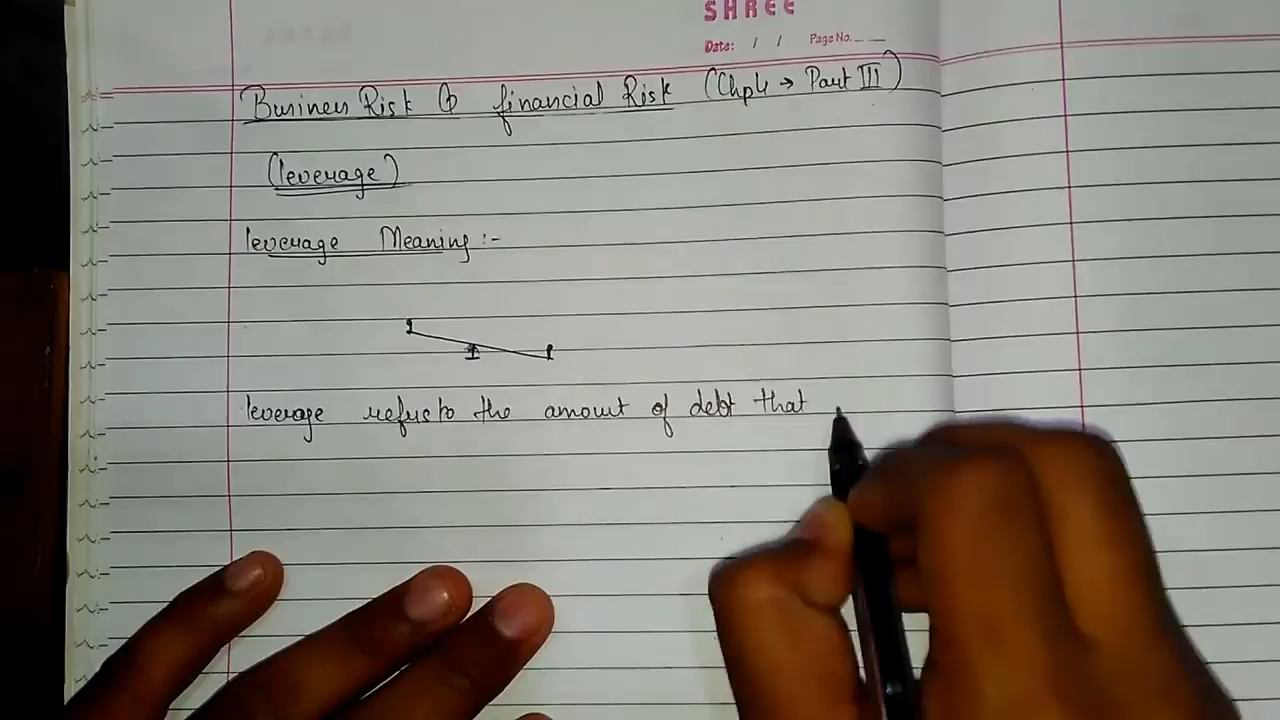 SHREE
Date: / / Page No.
Business Risk & financial Risk (Chp4 → Part III)
(leverage)
leverage Meaning :-
leverage refers to the amount of debt that